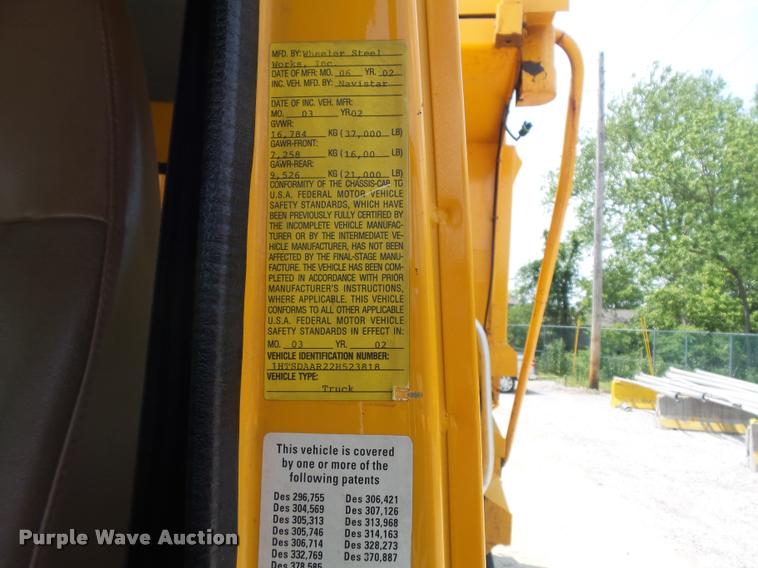 MFD. BY: Wheeler Steel
Works, Inc.
DATE OF MFR: MO. 06 YR. 02
INC. VEH. MFD. BY: Navistar
DATE OF INC. VEH. MFR:
MO. 03 YR 02
GVWR:
16,784 KG (37,000 LB)
GAWR-FRONT:
7,258 KG (16,00 LB)
GAWR-REAR:
9,526 KG (21,000 LB)
CONFORMITY OF THE CHASSIS-CAP TO
U.S.A. FEDERAL MOTOR VEHICLE
SAFETY STANDARDS, WHICH HAVE
BEEN PREVIOUSLY FULLY CERTIFIED BY
THE INCOMPLETE VEHICLE MANUFAC-
TURER OR BY THE INTERMEDIATE VE-
HICLE MANUFACTURER, HAS NOT BEEN
AFFECTED BY THE FINAL-STAGE MANU-
FACTURE. THE VEHICLE HAS BEEN COM-
PLETED IN ACCORDANCE WITH PRIOR
MANUFACTURER'S INSTRUCTIONS,
WHERE APPLICABLE. THIS VEHICLE
CONFORMS TO ALL OTHER APPLICABLE
U.S.A. FEDERAL MOTOR VEHICLE
SAFETY STANDARDS IN EFFECT IN:
MO. 03 YR. 02
VEHICLE IDENTIFICATION NUMBER:
1HTSDAAR22H523818
VEHICLE TYPE:
Truck
This vehicle is covered
by one or more of the
following patents
Des 296,755 Des 306,421
Des 304,569 Des 307,126
Des 305,313 Des 313,968
Des 305,746 Des 314,163
Des 306,714 Des 328,273
Des 332,769 Des 370,887
Des 378,585
Purple Wave Auction